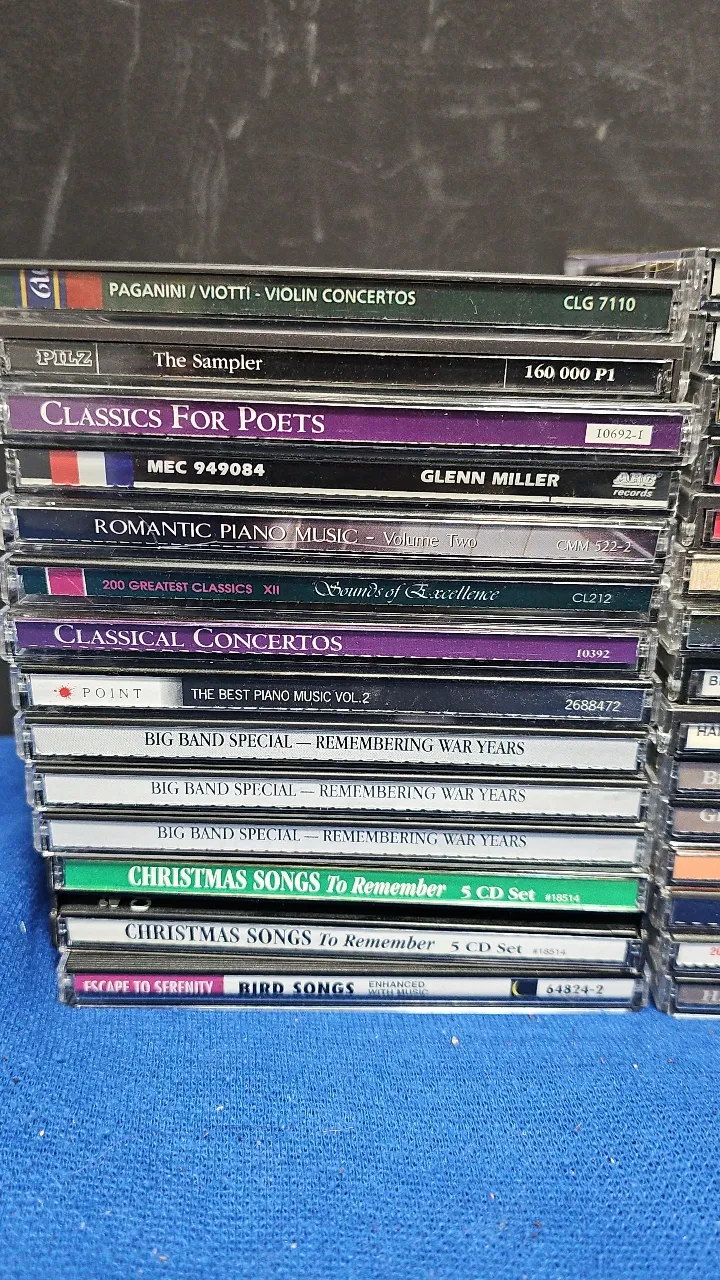 PAGANINI / VIOTTI - VIOLIN CONCERTOS CLG 7110
PILZ The Sampler 160 000 P1
CLASSICS FOR POETS 10692-1
MEC 949084 GLENN MILLER ARC records
ROMANTIC PIANO MUSIC - Volume Two CMM 522-2
200 GREATEST CLASSICS XII Sounds of Excellence CL212
CLASSICAL CONCERTOS 10392
POINT THE BEST PIANO MUSIC VOL.2 2688472
BIG BAND SPECIAL — REMEMBERING WAR YEARS
BIG BAND SPECIAL — REMEMBERING WAR YEARS
BIG BAND SPECIAL — REMEMBERING WAR YEARS
CHRISTMAS SONGS To Remember 5 CD Set #18514
CHRISTMAS SONGS To Remember 5 CD Set #18514
ESCAPE TO SERENITY BIRD SONGS ENHANCED WITH MUSIC 64824-2